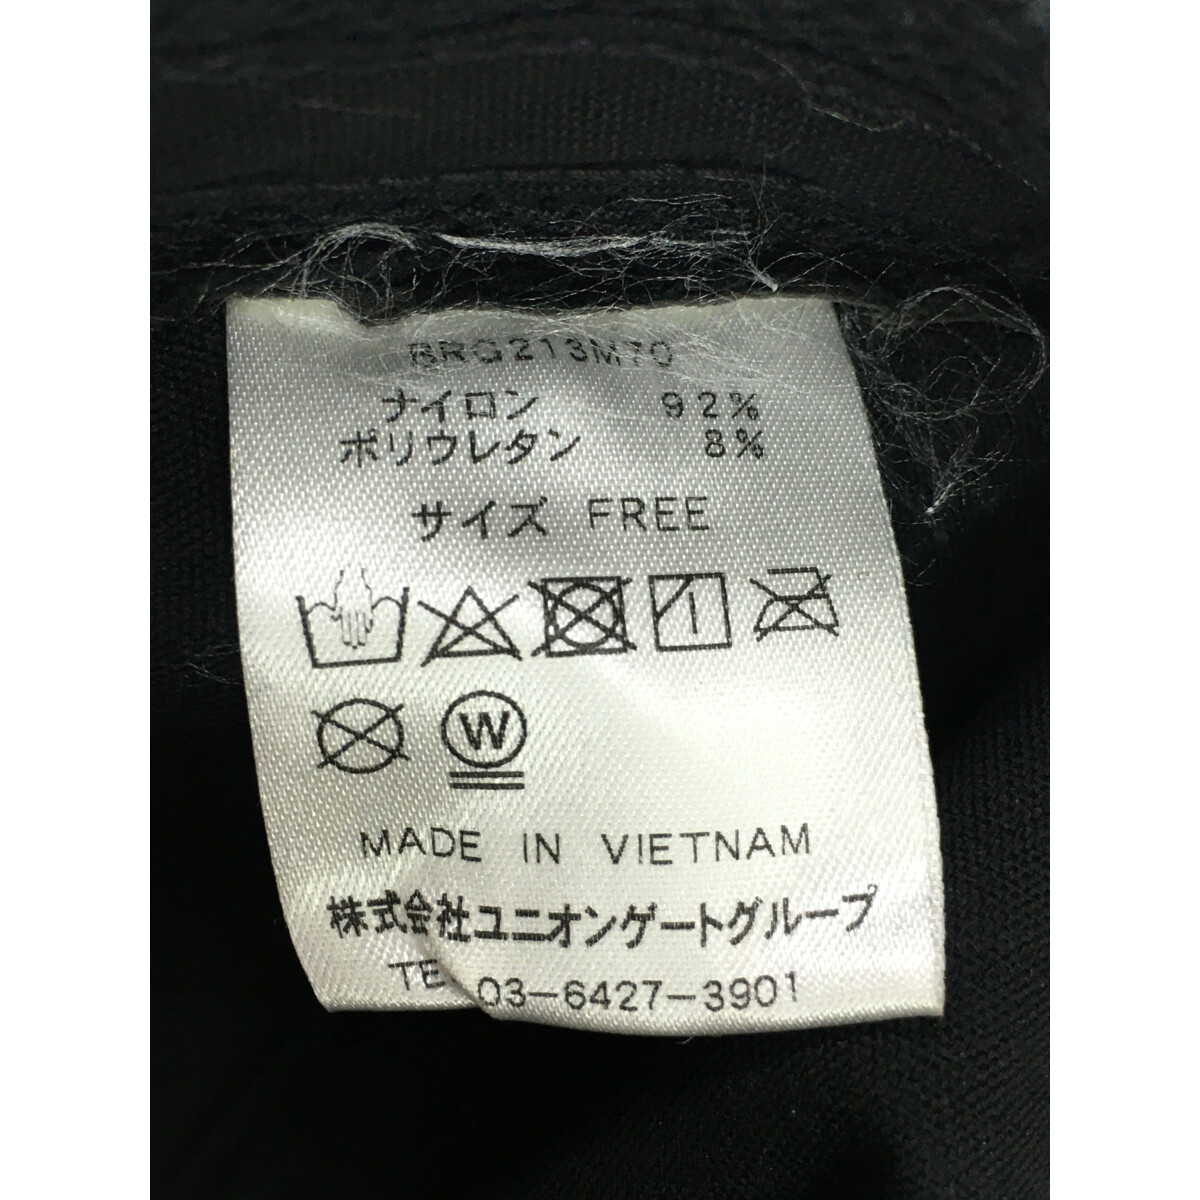 BRG213M70
ナイロン 92%
ポリウレタン 8%
サイズ FREE
W
MADE IN VIETNAM
株式会社ユニオンゲートグループ
TE 03-6427-3901